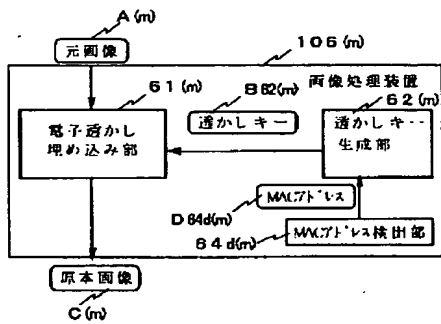 A(m)
元画像
106(m)
61(m)
B62(m)
画像処理装置
62(m)
電子透かし
埋め込み部
透かしキー
透かしキー
生成部
MACアドレス
D64d(m)
64d(m)
MACアドレス検出部
原本画像
C(m)